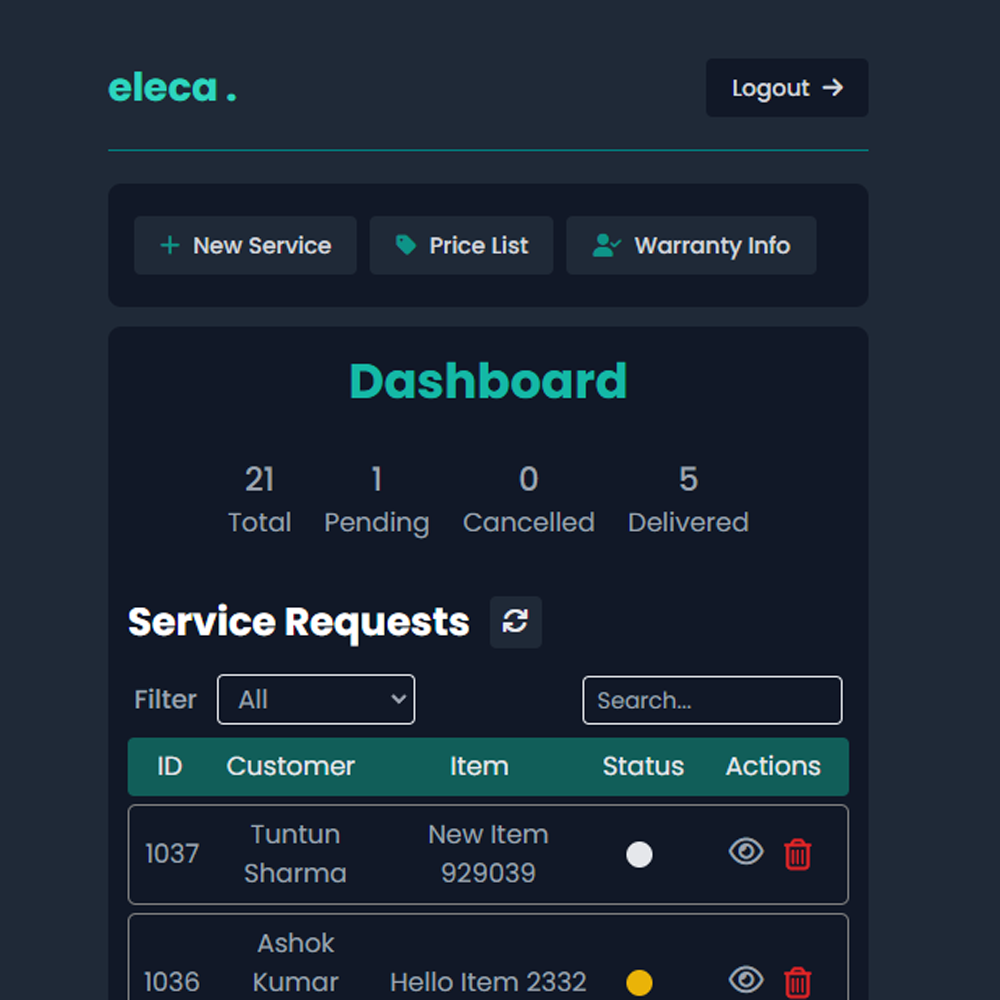 eleca .
Logout
New Service
Price List
Warranty Info
Dashboard
21
1
0
5
Total
Pending
Cancelled
Delivered
Service Requests
Filter
All
Search...
ID
Customer
Item
Status
Actions
1037
Tuntun
Sharma
New Item
929039
1036
Ashok
Kumar
Hello Item 2332